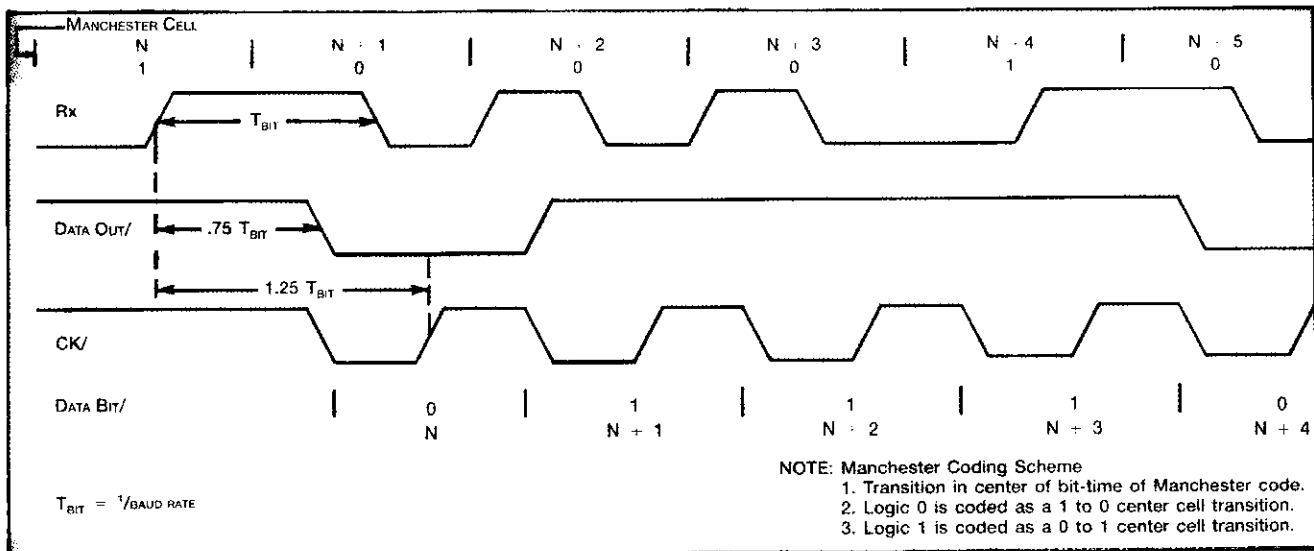 MANCHESTER CELL
N N + 1 N + 2 N + 3 N + 4 N + 5
1 0 0 0 1 0
Rx
T_BIT
DATA OUT/
.75 T_BIT
1.25 T_BIT
CK/
DATA BIT/
0 1 1 1 0
N N + 1 N + 2 N + 3 N + 4
T_BIT = 1/BAUD RATE
NOTE: Manchester Coding Scheme
1. Transition in center of bit-time of Manchester code.
2. Logic 0 is coded as a 1 to 0 center cell transition.
3. Logic 1 is coded as a 0 to 1 center cell transition.